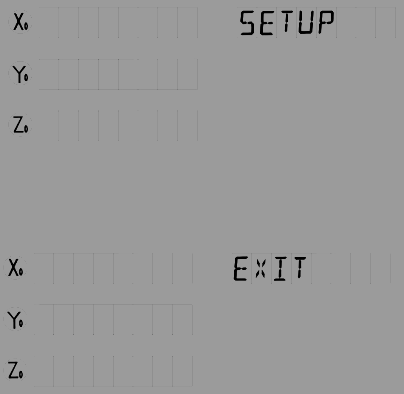 X₀ SETUP
Y₀
Z₀
X₀ EXIT
Y₀
Z₀